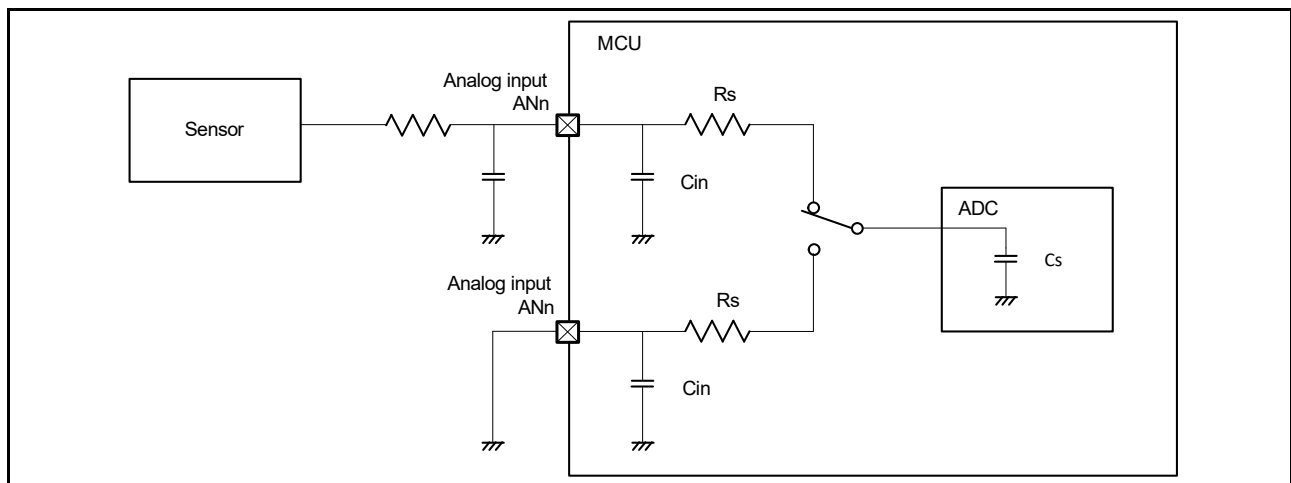 MCU
Analog input
ANn
Rs
Sensor
Cin
ADC
Cs
Analog input
ANn
Rs
Cin